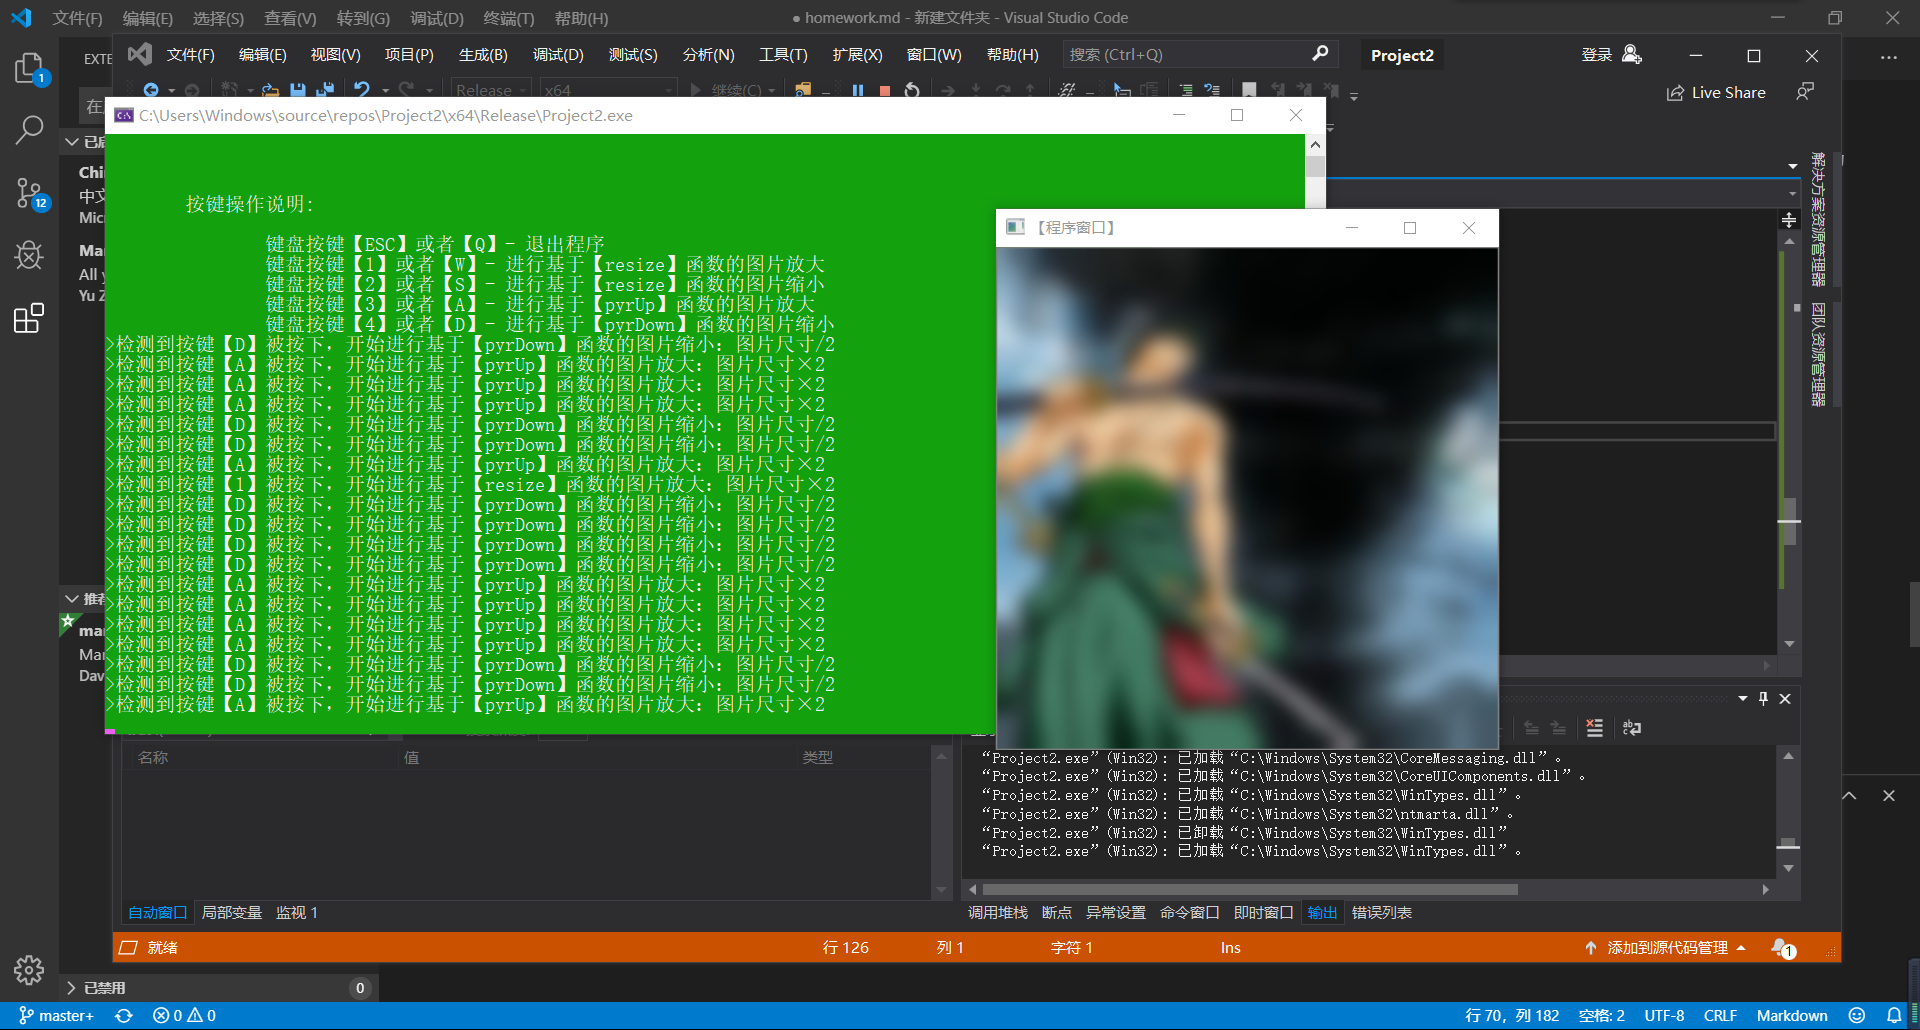 文件(F) 编辑(E) 选择(S) 查看(V) 转到(G) 调试(D) 终端(T) 帮助(H) ● homework.md - 新建文件夹 - Visual Studio Code
EXTE
文件(F) 编辑(E) 视图(V) 项目(P) 生成(B) 调试(D) 测试(S) 分析(N) 工具(T) 扩展(X) 窗口(W) 帮助(H) 搜索 (Ctrl+Q) Project2 登录
Release x64 继续(C)
Live Share
1
12
在
已启
Chi
中文
Micr
Mar
All y
Yu Z
推荐
mar
Mar
Dav
已禁用 0
C:\Users\Windows\source\repos\Project2\x64\Release\Project2.exe
按键操作说明:
键盘按键【ESC】或者【Q】- 退出程序
键盘按键【1】或者【W】- 进行基于【resize】函数的图片放大
键盘按键【2】或者【S】- 进行基于【resize】函数的图片缩小
键盘按键【3】或者【A】- 进行基于【pyrUp】函数的图片放大
键盘按键【4】或者【D】- 进行基于【pyrDown】函数的图片缩小
>检测到按键【D】被按下，开始进行基于【pyrDown】函数的图片缩小：图片尺寸/2
>检测到按键【A】被按下，开始进行基于【pyrUp】函数的图片放大：图片尺寸×2
>检测到按键【A】被按下，开始进行基于【pyrUp】函数的图片放大：图片尺寸×2
>检测到按键【A】被按下，开始进行基于【pyrUp】函数的图片放大：图片尺寸×2
>检测到按键【D】被按下，开始进行基于【pyrDown】函数的图片缩小：图片尺寸/2
>检测到按键【D】被按下，开始进行基于【pyrDown】函数的图片缩小：图片尺寸/2
>检测到按键【A】被按下，开始进行基于【pyrUp】函数的图片放大：图片尺寸×2
>检测到按键【1】被按下，开始进行基于【resize】函数的图片放大：图片尺寸×2
>检测到按键【D】被按下，开始进行基于【pyrDown】函数的图片缩小：图片尺寸/2
>检测到按键【D】被按下，开始进行基于【pyrDown】函数的图片缩小：图片尺寸/2
>检测到按键【D】被按下，开始进行基于【pyrDown】函数的图片缩小：图片尺寸/2
>检测到按键【D】被按下，开始进行基于【pyrDown】函数的图片缩小：图片尺寸/2
>检测到按键【A】被按下，开始进行基于【pyrUp】函数的图片放大：图片尺寸×2
>检测到按键【A】被按下，开始进行基于【pyrUp】函数的图片放大：图片尺寸×2
>检测到按键【A】被按下，开始进行基于【pyrUp】函数的图片放大：图片尺寸×2
>检测到按键【A】被按下，开始进行基于【pyrUp】函数的图片放大：图片尺寸×2
>检测到按键【D】被按下，开始进行基于【pyrDown】函数的图片缩小：图片尺寸/2
>检测到按键【D】被按下，开始进行基于【pyrDown】函数的图片缩小：图片尺寸/2
>检测到按键【A】被按下，开始进行基于【pyrUp】函数的图片放大：图片尺寸×2
【程序窗口】
解决方案资源管理器
团队资源管理器
名称 值 类型
“Project2.exe”(Win32): 已加载“C:\Windows\System32\CoreMessaging.dll”。
“Project2.exe”(Win32): 已加载“C:\Windows\System32\CoreUIComponents.dll”。
“Project2.exe”(Win32): 已加载“C:\Windows\System32\WinTypes.dll”。
“Project2.exe”(Win32): 已加载“C:\Windows\System32\ntmarta.dll”。
“Project2.exe”(Win32): 已卸载“C:\Windows\System32\WinTypes.dll”
“Project2.exe”(Win32): 已加载“C:\Windows\System32\WinTypes.dll”。
自动窗口 局部变量 监视 1
调用堆栈 断点 异常设置 命令窗口 即时窗口 输出 错误列表
就绪 行 126 列 1 字符 1 Ins 添加到源代码管理 1
master+ 0 0 行 70，列 182 空格: 2 UTF-8 CRLF Markdown